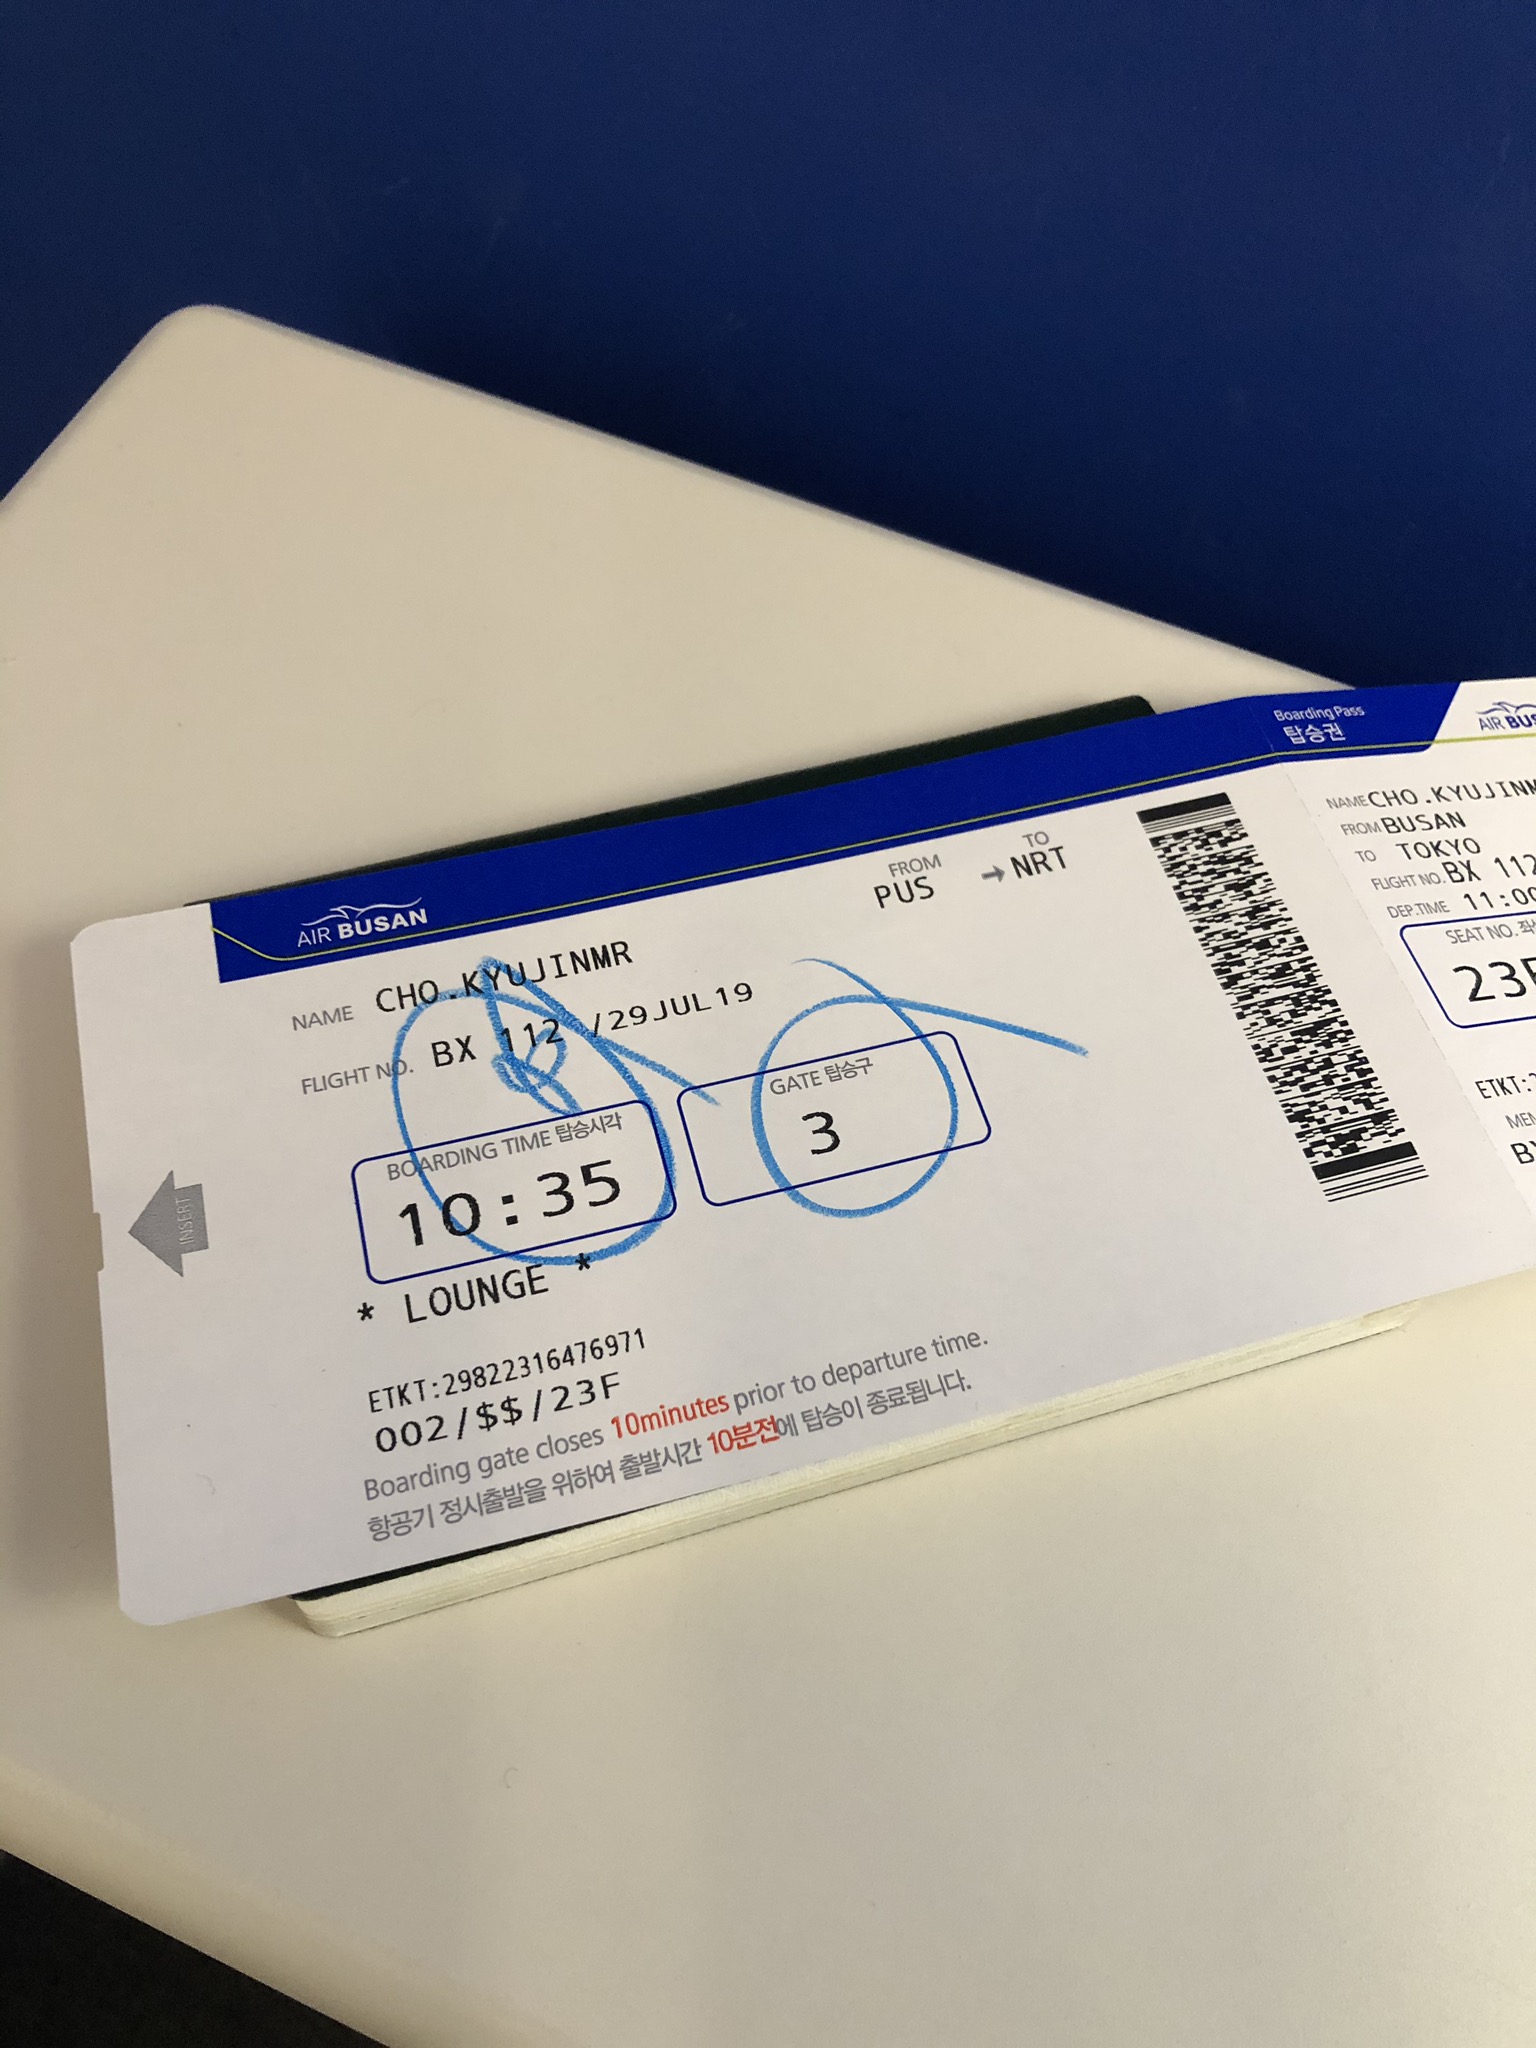 AIR BUSAN
FROM TO
PUS → NRT
NAME CHO.KYUJINMR
FLIGHT NO. BX 112 /29JUL19
BOARDING TIME 탑승시각
10:35
GATE 탑승구
3
INSERT
* LOUNGE *
ETKT:29822316476971
002/$$/23F
Boarding gate closes 10minutes prior to departure time.
항공기 정시출발을 위하여 출발시간 10분전에 탑승이 종료됩니다.
Boarding Pass
탑승권
AIR
NAME CHO.KYUJINM
FROM BUSAN
TO TOKYO
FLIGHT NO. BX 112
DEP.TIME 11:00
SEAT NO.
23F
ETKT: